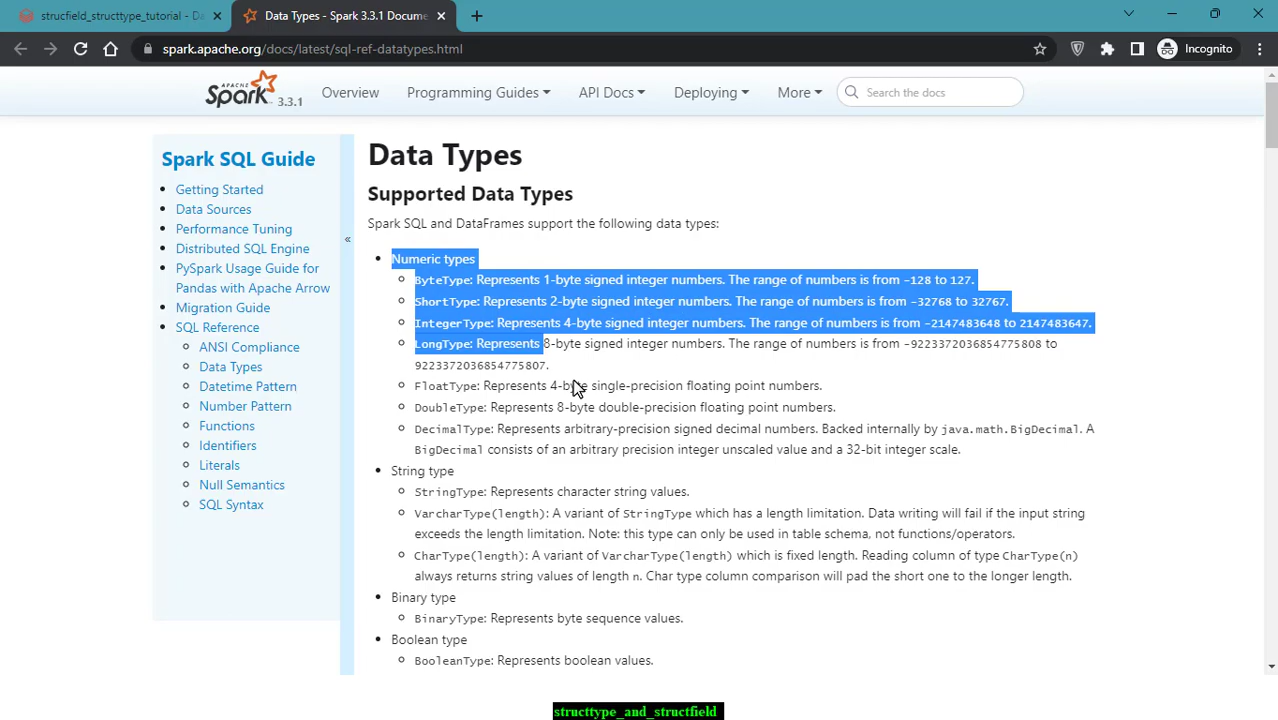 strucfield_structtype_tutorial - Da
Data Types - Spark 3.3.1 Docume
spark.apache.org/docs/latest/sql-ref-datatypes.html
Incognito
APACHE Spark 3.3.1
Overview
Programming Guides
API Docs
Deploying
More
Search the docs
Spark SQL Guide
Getting Started
Data Sources
Performance Tuning
Distributed SQL Engine
PySpark Usage Guide for
Pandas with Apache Arrow
Migration Guide
SQL Reference
ANSI Compliance
Data Types
Datetime Pattern
Number Pattern
Functions
Identifiers
Literals
Null Semantics
SQL Syntax
«
Data Types
Supported Data Types
Spark SQL and DataFrames support the following data types:
Numeric types
ByteType: Represents 1-byte signed integer numbers. The range of numbers is from -128 to 127.
ShortType: Represents 2-byte signed integer numbers. The range of numbers is from -32768 to 32767.
IntegerType: Represents 4-byte signed integer numbers. The range of numbers is from -2147483648 to 2147483647.
LongType: Represents 8-byte signed integer numbers. The range of numbers is from -9223372036854775808 to
9223372036854775807.
FloatType: Represents 4-byte single-precision floating point numbers.
DoubleType: Represents 8-byte double-precision floating point numbers.
DecimalType: Represents arbitrary-precision signed decimal numbers. Backed internally by java.math.BigDecimal. A
BigDecimal consists of an arbitrary precision integer unscaled value and a 32-bit integer scale.
String type
StringType: Represents character string values.
VarcharType(length): A variant of StringType which has a length limitation. Data writing will fail if the input string
exceeds the length limitation. Note: this type can only be used in table schema, not functions/operators.
CharType(length): A variant of VarcharType(length) which is fixed length. Reading column of type CharType(n)
always returns string values of length n. Char type column comparison will pad the short one to the longer length.
Binary type
BinaryType: Represents byte sequence values.
Boolean type
BooleanType: Represents boolean values.
structtype_and_structfield